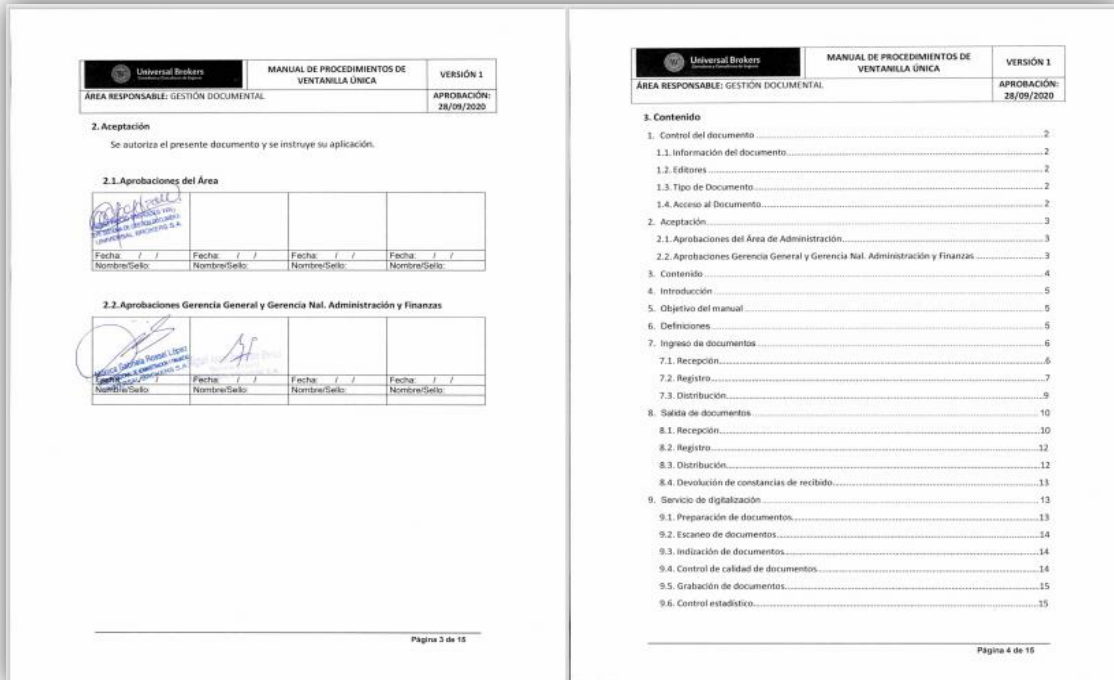 Universal Brokers
MANUAL DE PROCEDIMIENTOS DE
VENTANILLA ÚNICA
VERSIÓN 1
ÁREA RESPONSABLE: GESTIÓN DOCUMENTAL
APROBACIÓN:
28/09/2020
2. Aceptación
Se autoriza el presente documento y se instruye su aplicación.
2.1. Aprobaciones del Área
UNIVERSAL BROKERS S.A.
Fecha: / / Fecha: / / Fecha: / / Fecha: / /
Nombre/Sello: Nombre/Sello: Nombre/Sello: Nombre/Sello:
2.2. Aprobaciones Gerencia General y Gerencia Nal. Administración y Finanzas
Mónica Gabriela Rossel López
Fecha: / / Fecha: / / Fecha: / / Fecha: / /
Nombre/Sello: Nombre/Sello: Nombre/Sello: Nombre/Sello:
Página 3 de 15
Universal Brokers
MANUAL DE PROCEDIMIENTOS DE
VENTANILLA ÚNICA
VERSIÓN 1
ÁREA RESPONSABLE: GESTIÓN DOCUMENTAL
APROBACIÓN:
28/09/2020
3. Contenido
1. Control del documento 2
1.1. Información del documento 2
1.2. Editores 2
1.3. Tipo de Documento 2
1.4. Acceso al Documento 2
2. Aceptación 3
2.1. Aprobaciones del Área de Administración 3
2.2. Aprobaciones Gerencia General y Gerencia Nal. Administración y Finanzas 3
3. Contenido 4
4. Introducción 5
5. Objetivo del manual 5
6. Definiciones 5
7. Ingreso de documentos 6
7.1. Recepción 6
7.2. Registro 7
7.3. Distribución 9
8. Salida de documentos 10
8.1. Recepción 10
8.2. Registro 12
8.3. Distribución 12
8.4. Devolución de constancias de recibido 13
9. Servicio de digitalización 13
9.1. Preparación de documentos 13
9.2. Escaneo de documentos 14
9.3. Indización de documentos 14
9.4. Control de calidad de documentos 14
9.5. Grabación de documentos 15
9.6. Control estadístico 15
Página 4 de 15